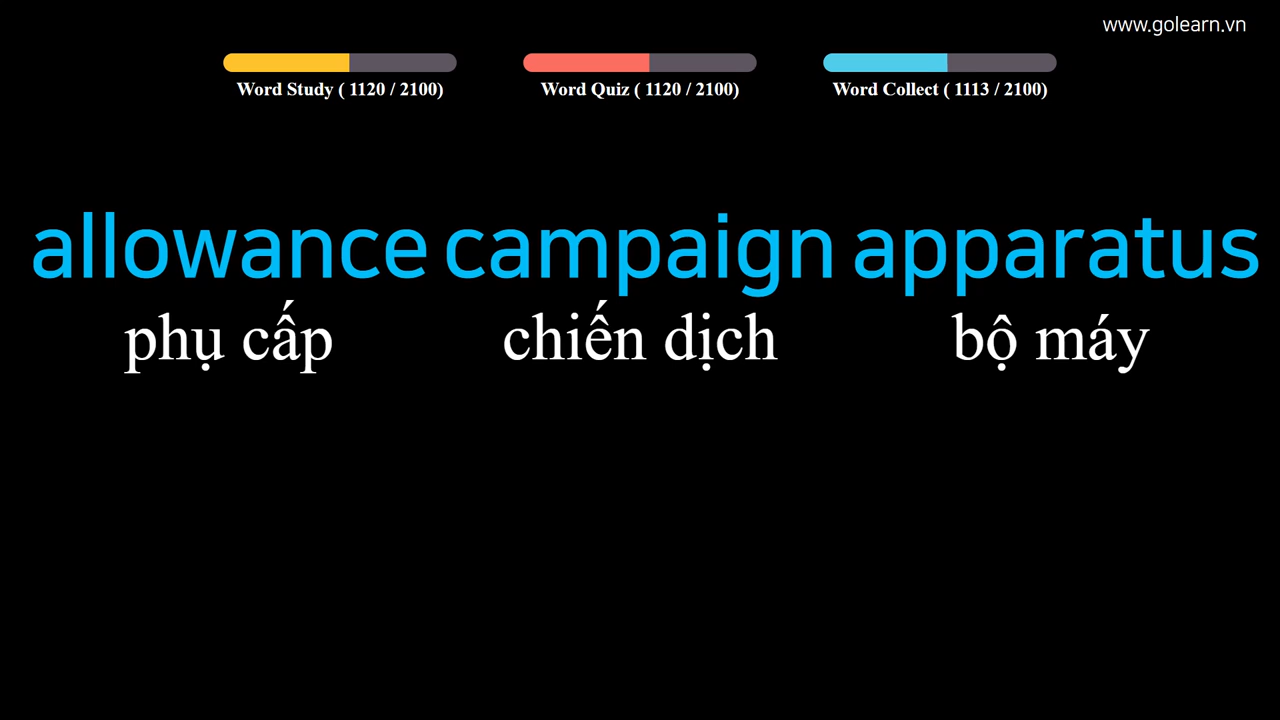 www.golearn.vn
Word Study ( 1120 / 2100) Word Quiz ( 1120 / 2100) Word Collect ( 1113 / 2100)
allowance campaign apparatus
phụ cấp chiến dịch bộ máy